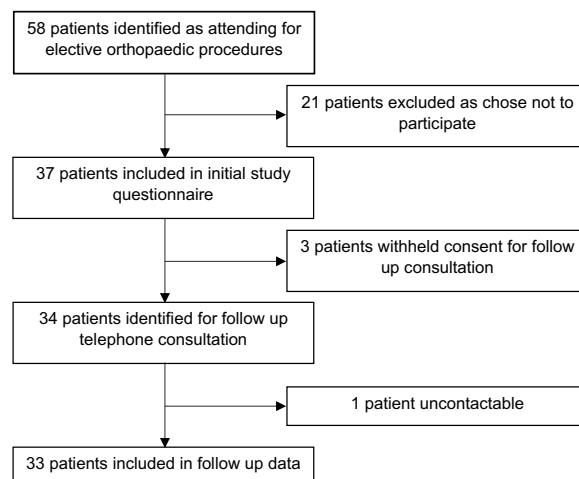 58 patients identified as attending for
elective orthopaedic procedures
21 patients excluded as chose not to
participate
37 patients included in initial study
questionnaire
3 patients withheld consent for follow
up consultation
34 patients identified for follow up
telephone consultation
1 patient uncontactable
33 patients included in follow up data